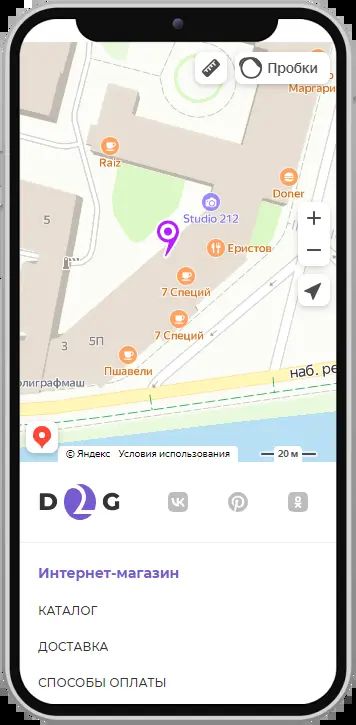 Маргари
Пробки
Raiz
Doner
5
Studio 212
Еристов
7 Специй
7 Специй
3
5П
Пшавели
олиграфмаш
наб. ре
© Яндекс Условия использования
20 м
D2G
Интернет-магазин
КАТАЛОГ
ДОСТАВКА
СПОСОБЫ ОПЛАТЫ